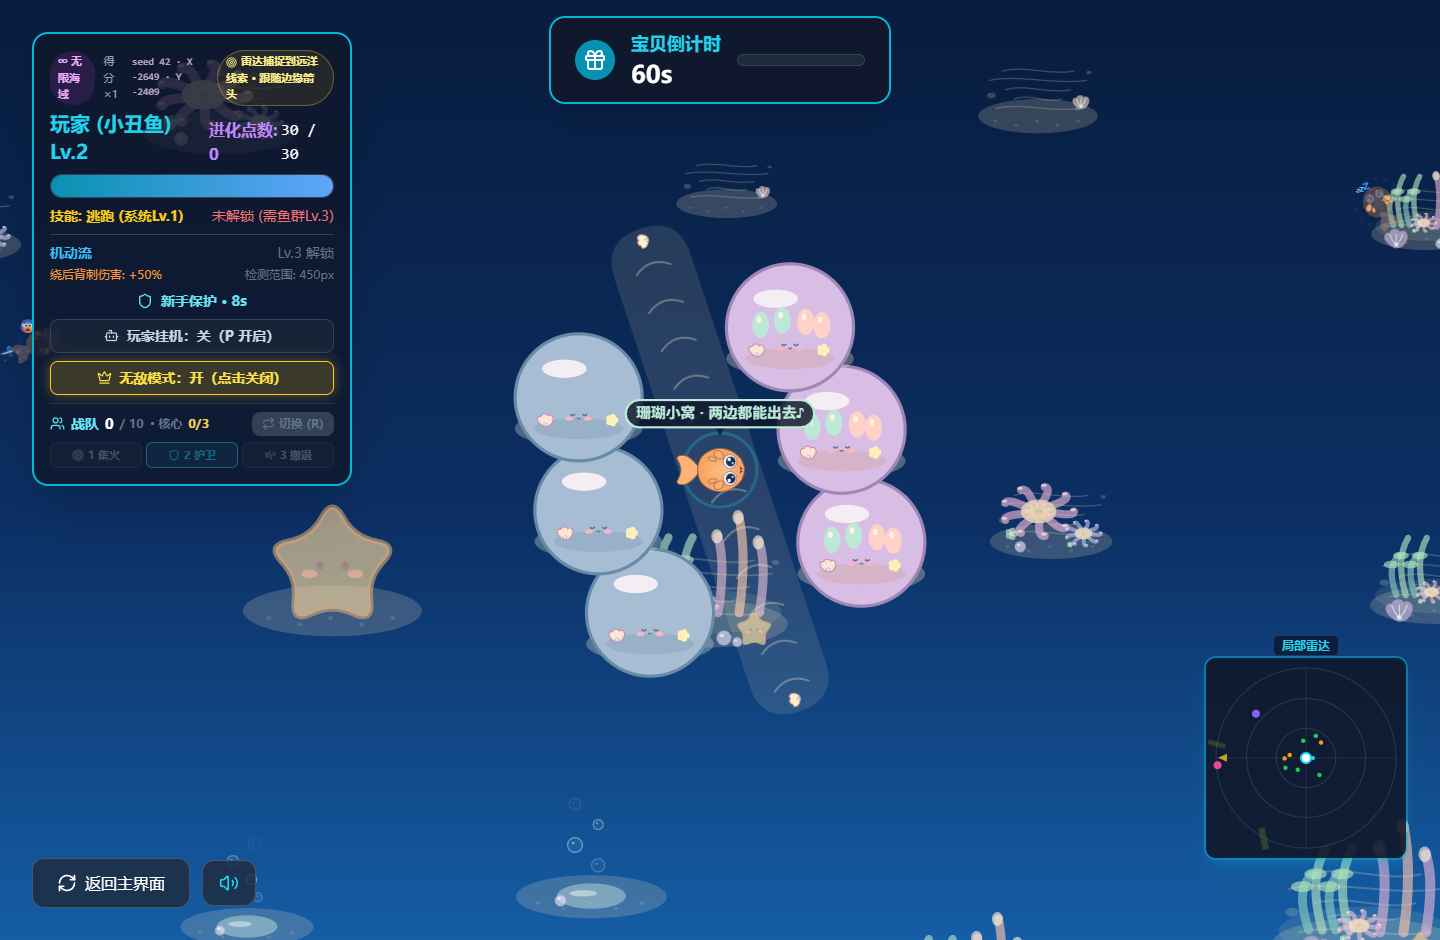 宝贝倒计时
60s
∞ 无限海域
得分 ×1
seed 42 · X -2649 · Y -2409
雷达捕捉到远洋线索 • 跟随边缘箭头
玩家 (小丑鱼) Lv.2
进化点数: 0
30 / 30
技能: 逃跑 (系统Lv.1)
未解锁 (需鱼群Lv.3)
机动流
Lv.3 解锁
绕后背刺伤害: +50%
检测范围: 450px
新手保护 • 8s
玩家挂机：关（P 开启）
无敌模式：开（点击关闭）
战队 0 / 10 • 核心 0/3
切换 (R)
1 集火
2 护卫
3 撤退
珊瑚小窝 · 两边都能出去♪
局部雷达
返回主界面